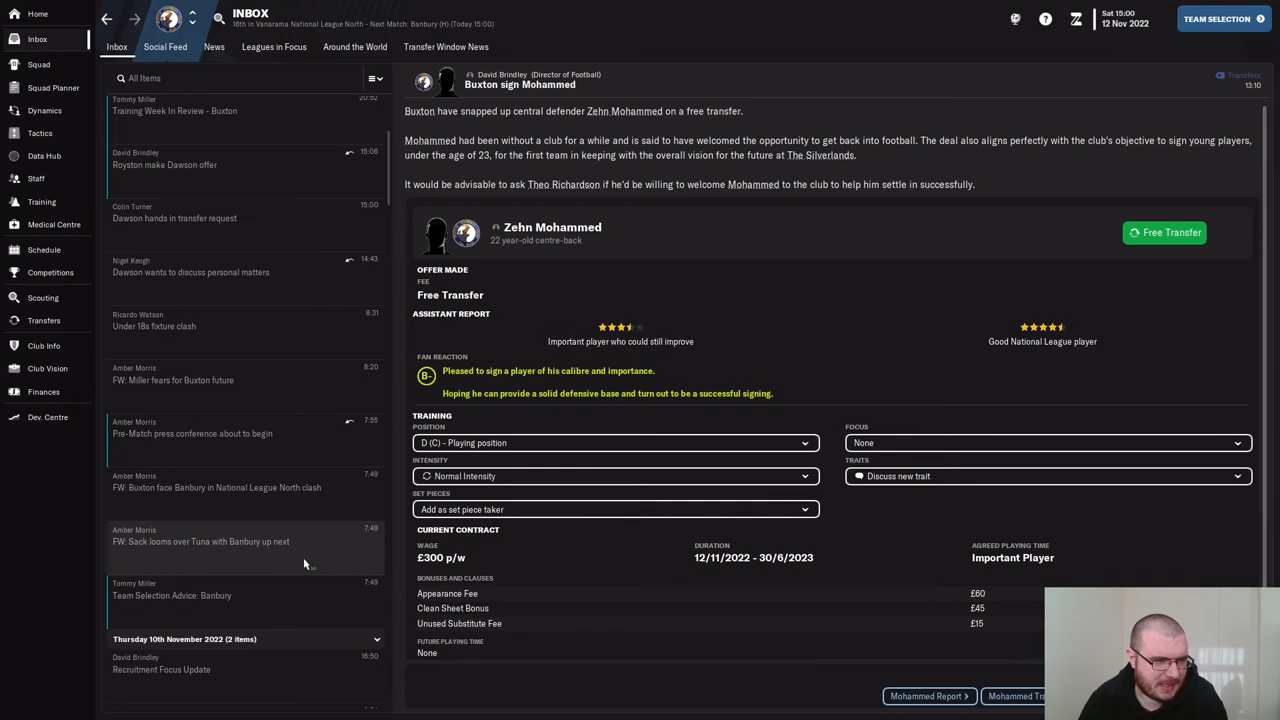 Home
Inbox
Squad
Squad Planner
Dynamics
Tactics
Data Hub
Staff
Training
Medical Centre
Schedule
Competitions
Scouting
Transfers
Club Info
Club Vision
Finances
Dev. Centre
INBOX
16th in Vanarama National League North - Next Match: Banbury (H) (Today 15:00)
Sat 15:00
12 Nov 2022
TEAM SELECTION
Inbox
Social Feed
News
Leagues in Focus
Around the World
Transfer Window News
All Items
Tommy Miller
20:52
Training Week In Review - Buxton
David Brindley
15:06
Royston make Dawson offer
Colin Turner
15:00
Dawson hands in transfer request
Nigel Keogh
14:43
Dawson wants to discuss personal matters
Ricardo Watson
8:31
Under 18s fixture clash
Amber Morris
8:20
FW: Miller fears for Buxton future
Amber Morris
7:55
Pre-Match press conference about to begin
Amber Morris
7:49
FW: Buxton face Banbury in National League North clash
Amber Morris
7:49
FW: Sack looms over Tuna with Banbury up next
Tommy Miller
7:49
Team Selection Advice: Banbury
Thursday 10th November 2022 (2 items)
David Brindley
16:50
Recruitment Focus Update
David Brindley (Director of Football)
Buxton sign Mohammed
Transfers
13:10
Buxton have snapped up central defender Zehn Mohammed on a free transfer.
Mohammed had been without a club for a while and is said to have welcomed the opportunity to get back into football. The deal also aligns perfectly with the club's objective to sign young players,
under the age of 23, for the first team in keeping with the overall vision for the future at The Silverlands.
It would be advisable to ask Theo Richardson if he'd be willing to welcome Mohammed to the club to help him settle in successfully.
Zehn Mohammed
22 year-old centre-back
Free Transfer
OFFER MADE
FEE
Free Transfer
ASSISTANT REPORT
Important player who could still improve
Good National League player
FAN REACTION
B-
Pleased to sign a player of his calibre and importance.
Hoping he can provide a solid defensive base and turn out to be a successful signing.
TRAINING
POSITION
D (C) - Playing position
FOCUS
None
INTENSITY
Normal Intensity
TRAITS
Discuss new trait
SET PIECES
Add as set piece taker
CURRENT CONTRACT
WAGE
£300 p/w
DURATION
12/11/2022 - 30/6/2023
AGREED PLAYING TIME
Important Player
BONUSES AND CLAUSES
Appearance Fee
£60
Clean Sheet Bonus
£45
Unused Substitute Fee
£15
FUTURE PLAYING TIME
None
Mohammed Report